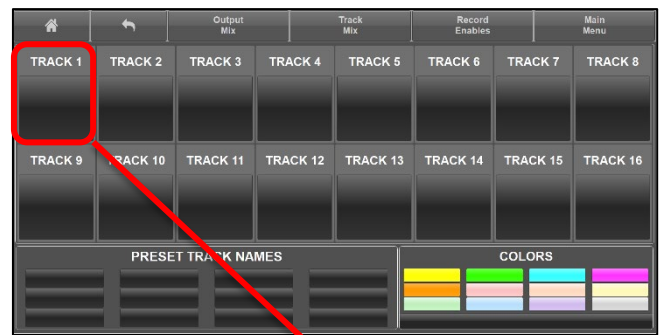 Output Mix
Track Mix
Record Enables
Main Menu
TRACK 1 TRACK 2 TRACK 3 TRACK 4 TRACK 5 TRACK 6 TRACK 7 TRACK 8
TRACK 9 TRACK 10 TRACK 11 TRACK 12 TRACK 13 TRACK 14 TRACK 15 TRACK 16
PRESET TRACK NAMES
COLORS